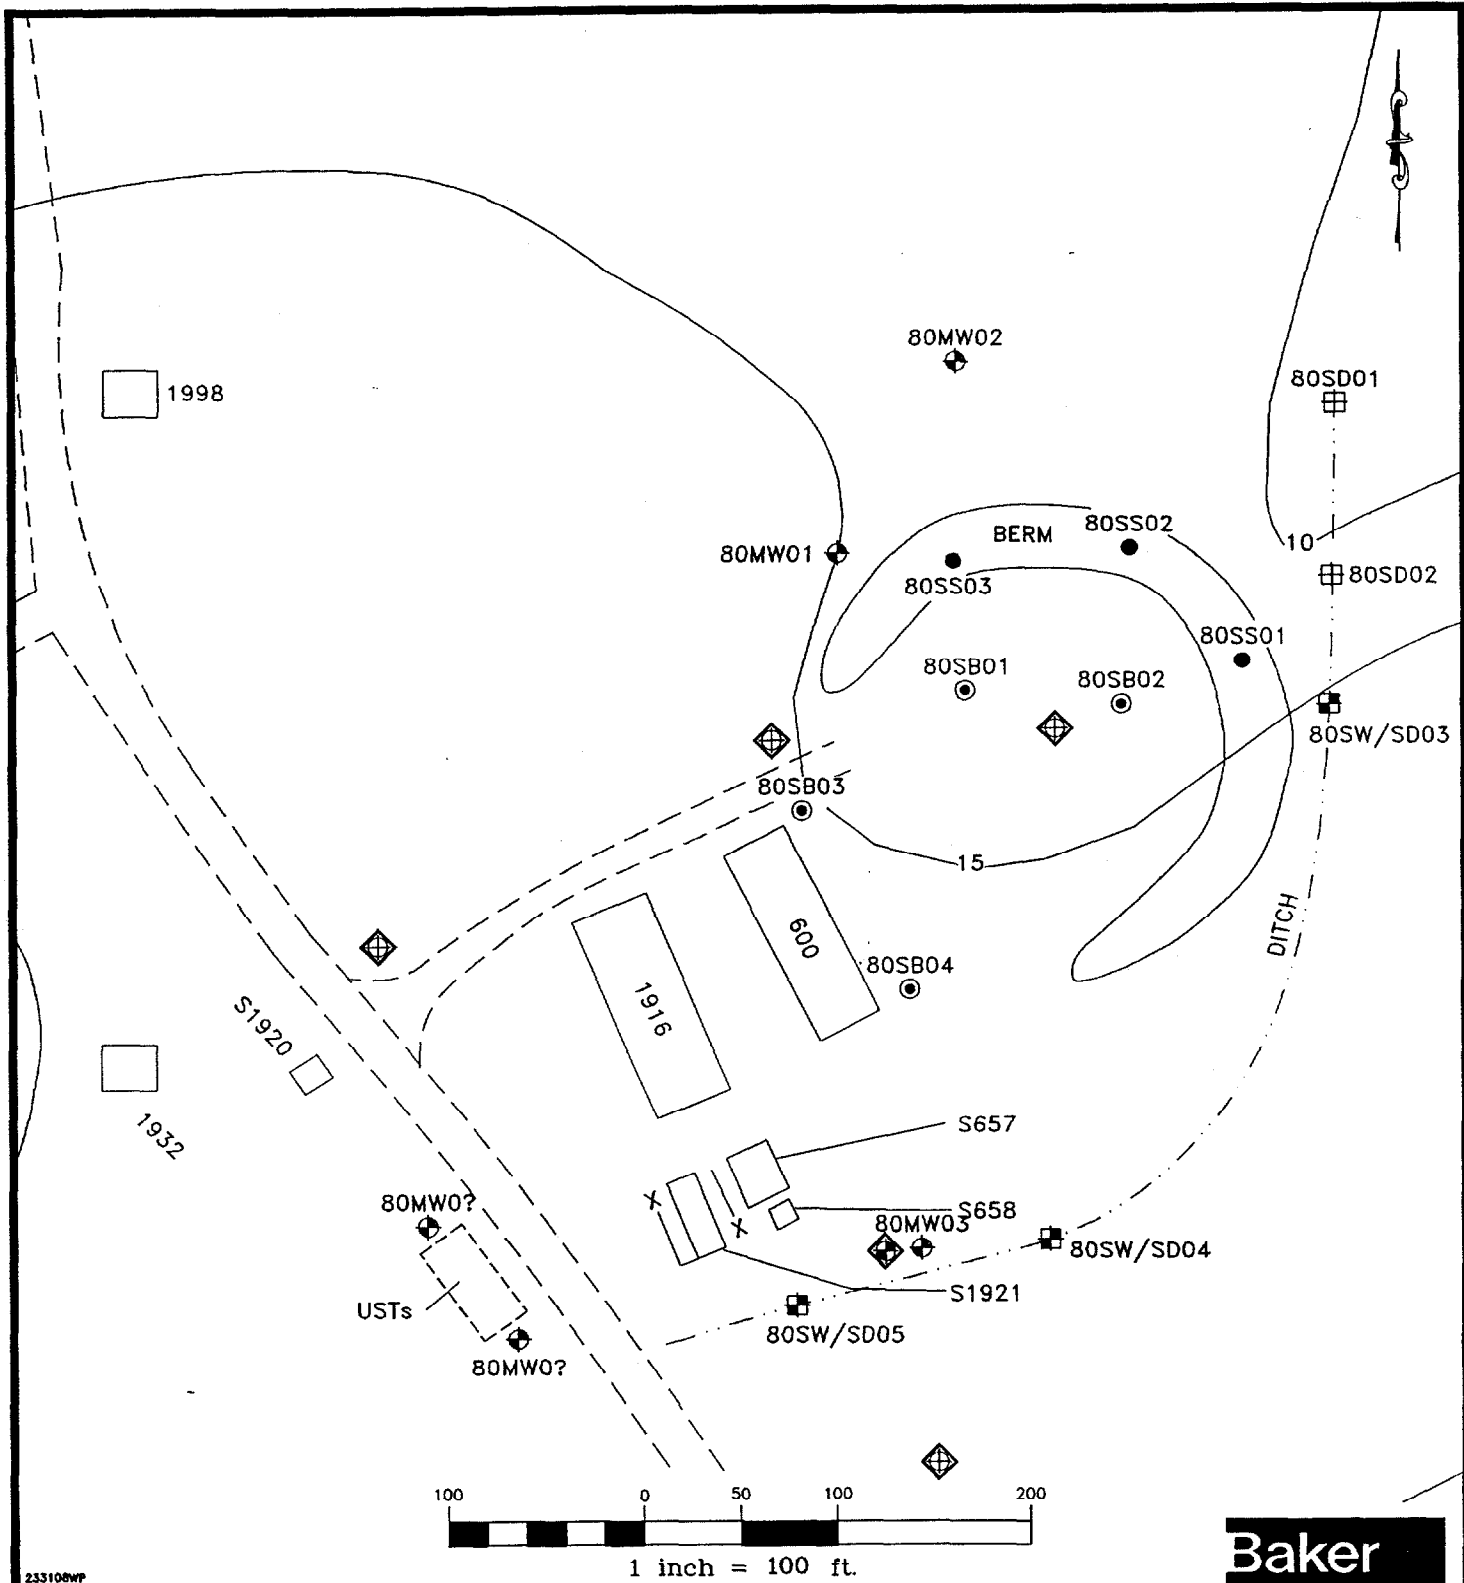 80MW02
80SD01
1998
10
80SS02
BERM
80MW01
80SD02
80SS03
80SS01
80SB01
80SB02
80SW/SD03
80SB03
15
DITCH
600
80SB04
1916
S1920
1932
S657
X
80MW0?
S658
X
80MW03
80SW/SD04
S1921
USTs
80SW/SD05
80MW0?
100 0 50 100 200
1 inch = 100 ft.
Baker
233108WP